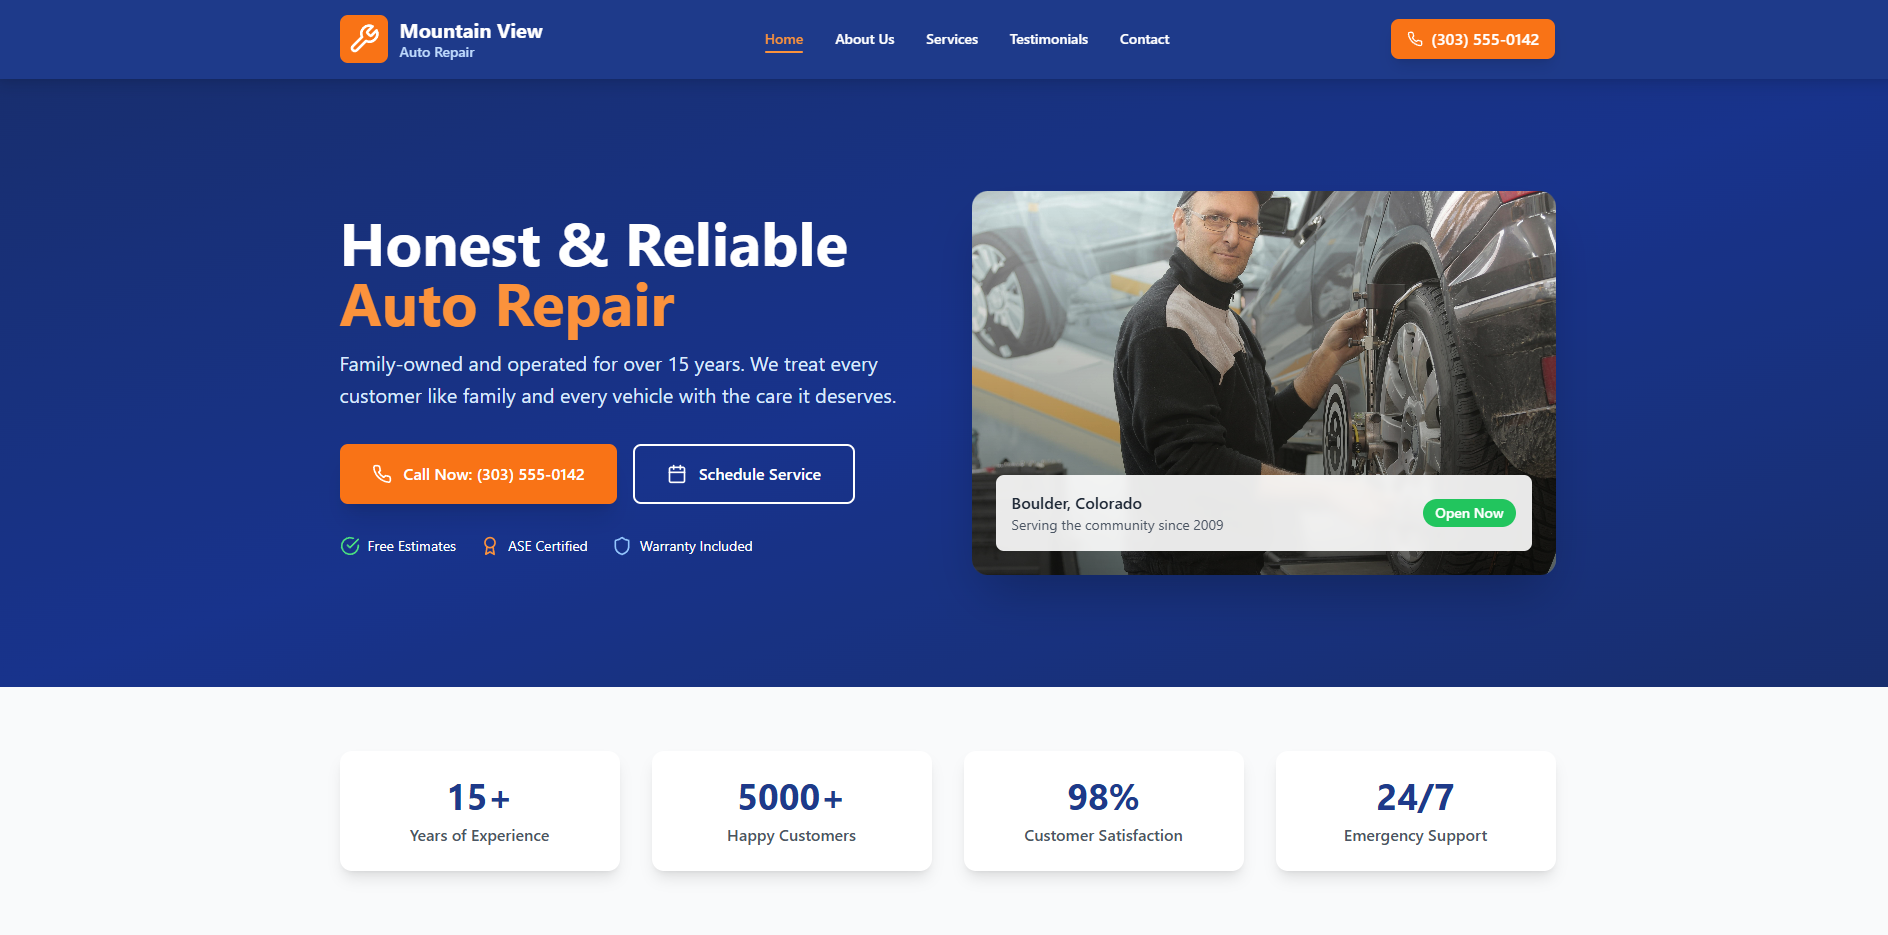 Mountain View
Auto Repair
Home
About Us
Services
Testimonials
Contact
(303) 555-0142
Honest & Reliable
Auto Repair
Family-owned and operated for over 15 years. We treat every
customer like family and every vehicle with the care it deserves.
Call Now: (303) 555-0142
Schedule Service
Free Estimates
ASE Certified
Warranty Included
Boulder, Colorado
Serving the community since 2009
Open Now
15+
Years of Experience
5000+
Happy Customers
98%
Customer Satisfaction
24/7
Emergency Support